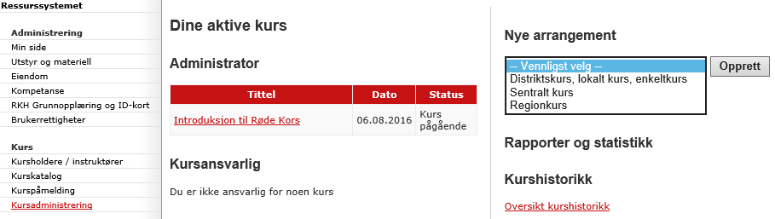 Ressurssystemet
Administrering
Min side
Utstyr og materiell
Eiendom
Kompetanse
RKH Grunnopplæring og ID-kort
Brukerrettigheter
Kurs
Kursholdere / instruktører
Kurskatalog
Kurspåmelding
Kursadministrering
Dine aktive kurs
Administrator
Tittel Dato Status
Introduksjon til Røde Kors 06.08.2016 Kurs
pågående
Kursansvarlig
Du er ikke ansvarlig for noen kurs
Nye arrangement
-- Vennligst velg -- Opprett
Distriktskurs, lokalt kurs, enkeltkurs
Sentralt kurs
Regionkurs
Rapporter og statistikk
Kurshistorikk
Oversikt kurshistorikk